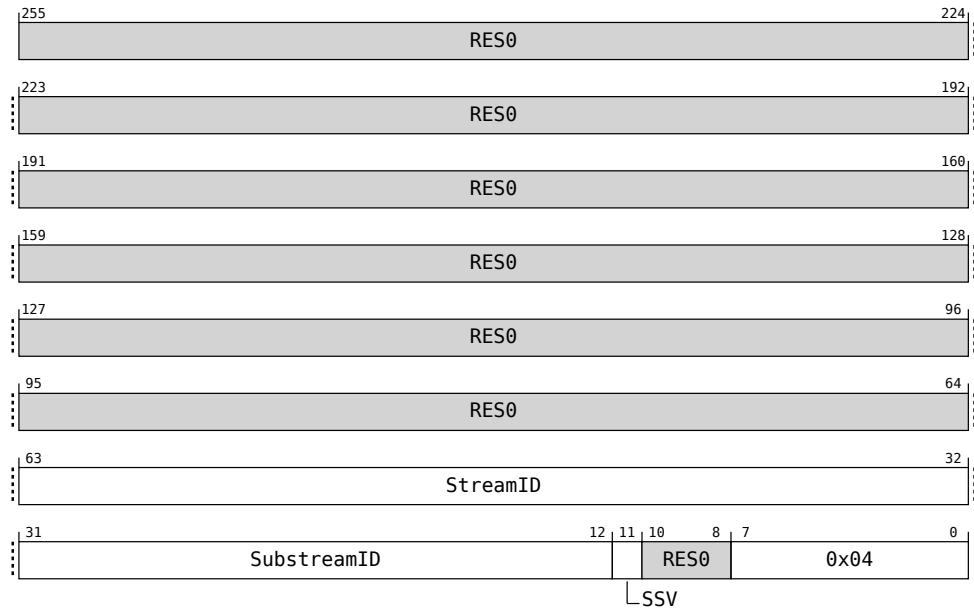 255 224
RES0
223 192
RES0
191 160
RES0
159 128
RES0
127 96
RES0
95 64
RES0
63 32
StreamID
31 12 11 10 8 7 0
SubstreamID RES0 0x04
SSV